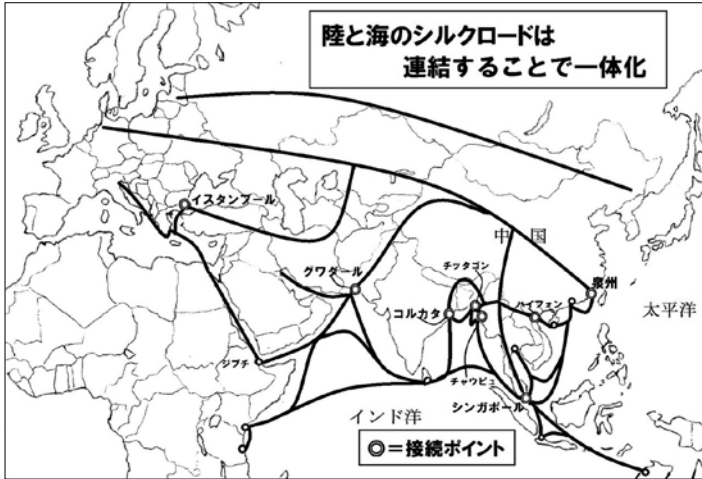 陸と海のシルクロードは
連結することで一体化
イスタンブール
中国
グワダール
チッタゴン
泉州
コルカタ
ハイフォン
太平洋
ジブチ
チャウピュ
シンガポール
インド洋
◎＝接続ポイント